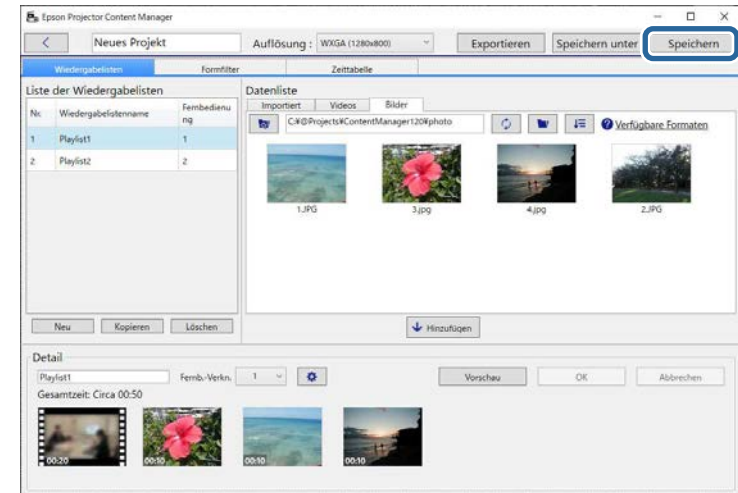 Epson Projector Content Manager
Neues Projekt Auflösung : WXGA (1280x800) Exportieren Speichern unter Speichern
Wiedergabelisten Formfilter Zeittabelle
Liste der Wiedergabelisten
Nr. Wiedergabelistenname Fernbedienu
ng
1 Playlist1 1
2 Playlist2 2
Neu Kopieren Löschen
Datenliste
Importiert Videos Bilder
C:¥@Projects¥ContentManager120¥photo Verfügbare Formaten
1.JPG 3.jpg 4.jpg 2.JPG
Hinzufügen
Detail
Playlist1 Fernb.-Verkn. 1 Vorschau OK Abbrechen
Gesamtzeit: Circa 00:50
00:20 00:10 00:10 00:10